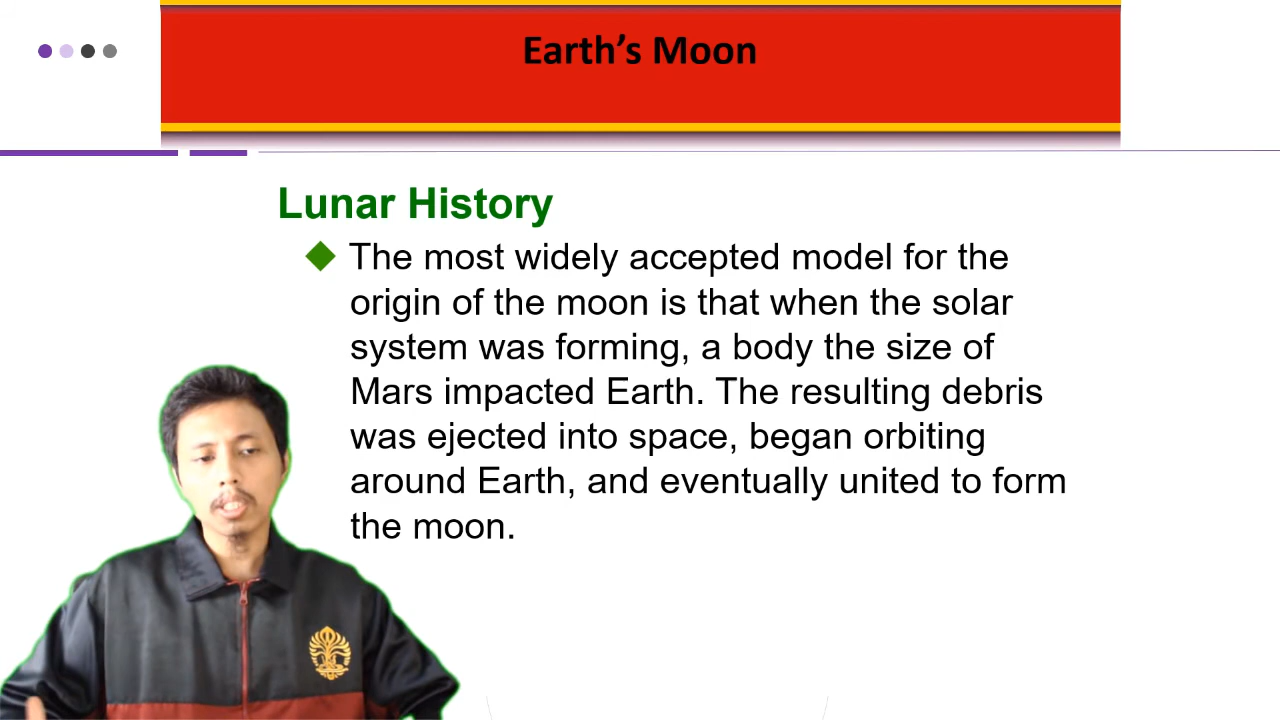 Earth’s Moon
Lunar History
The most widely accepted model for the
origin of the moon is that when the solar
system was forming, a body the size of
Mars impacted Earth. The resulting debris
was ejected into space, began orbiting
around Earth, and eventually united to form
the moon.